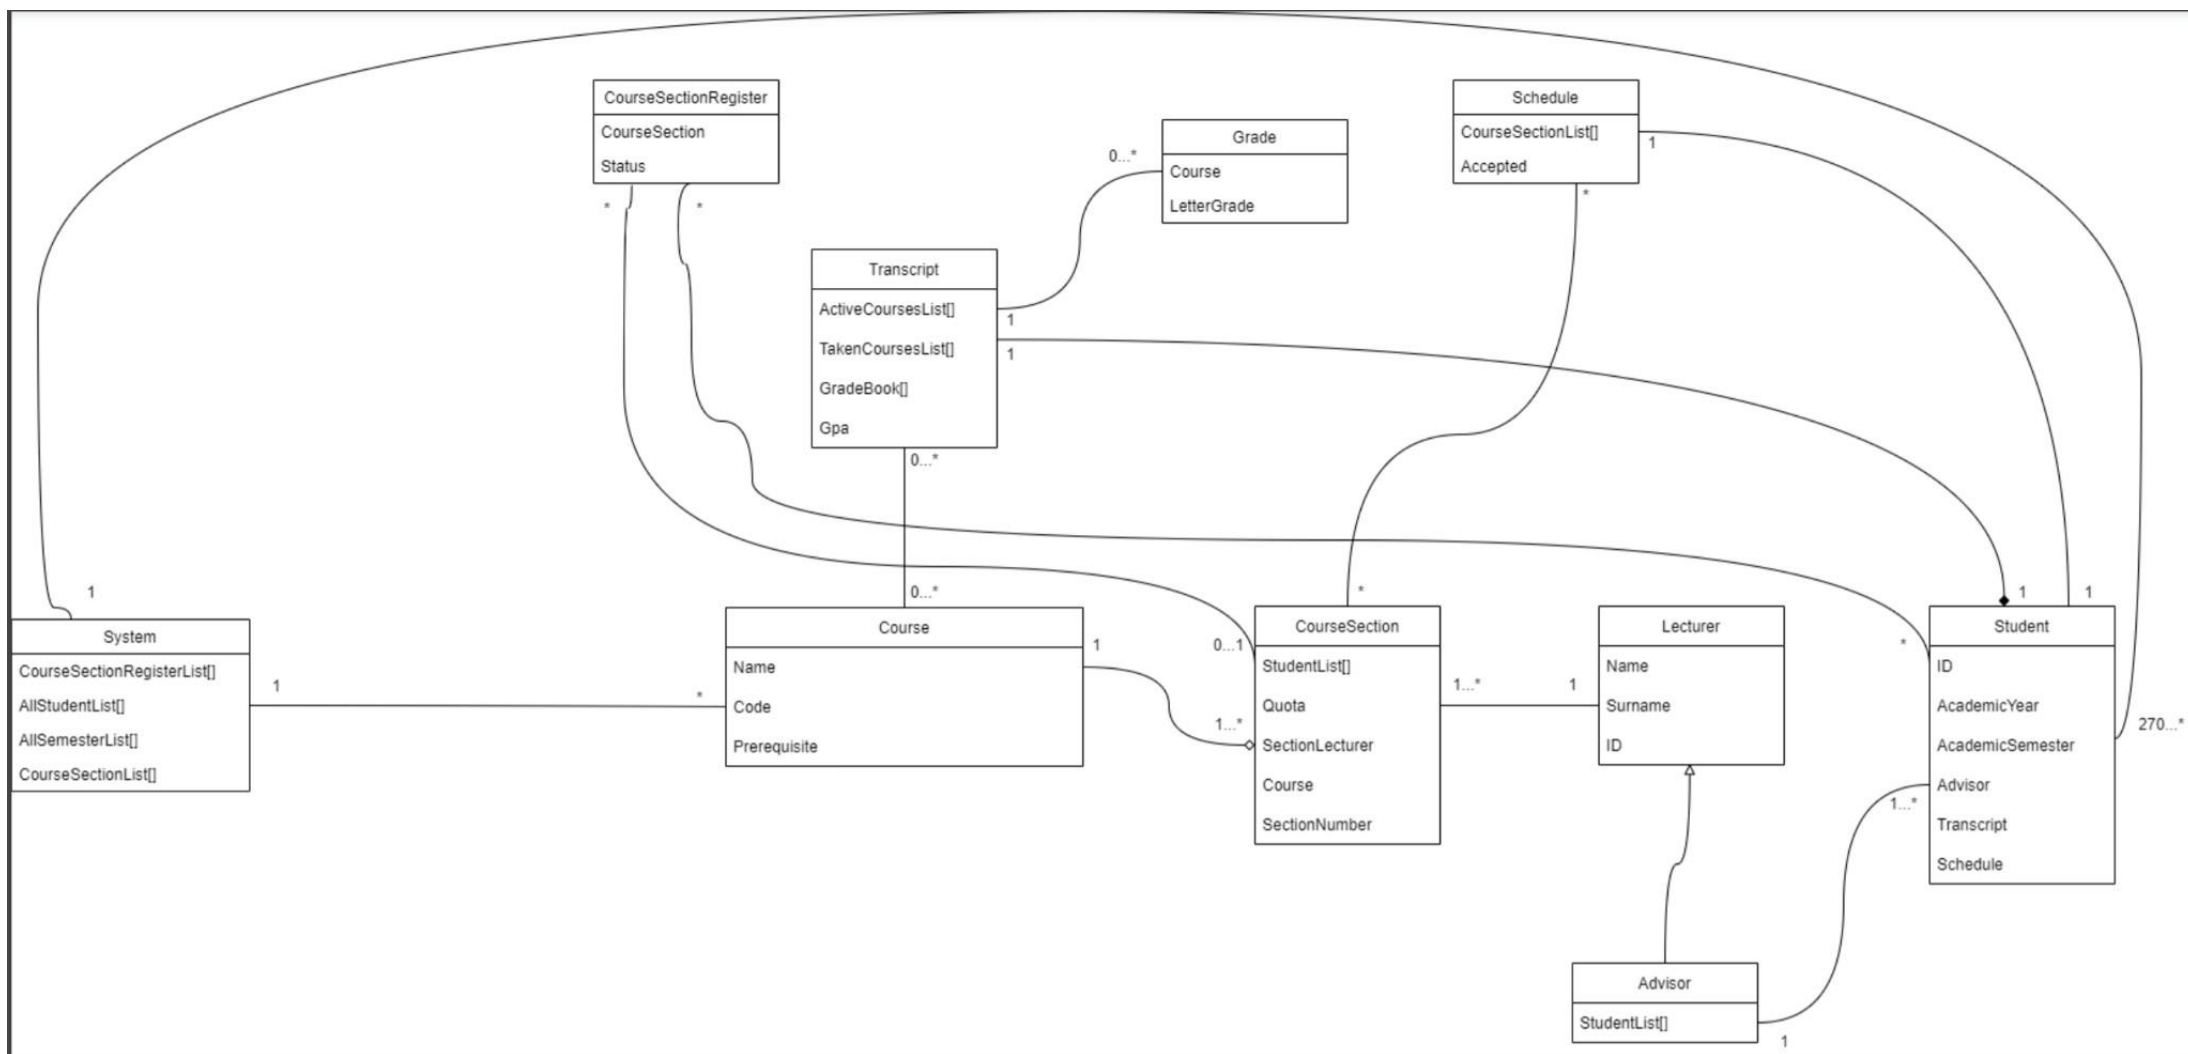 CourseSectionRegister
CourseSection
Status
*
*
Schedule
CourseSectionList[]
Accepted
1
*
Grade
Course
LetterGrade
0...*
Transcript
ActiveCoursesList[]
TakenCoursesList[]
GradeBook[]
Gpa
1
1
0...*
0...*
1
System
CourseSectionRegisterList[]
AllStudentList[]
AllSemesterList[]
CourseSectionList[]
1
*
Course
Name
Code
Prerequisite
1
0...1
1...*
*
CourseSection
StudentList[]
Quota
SectionLecturer
Course
SectionNumber
1...*
1
Lecturer
Name
Surname
ID
1
1
*
Student
ID
AcademicYear
AcademicSemester
Advisor
Transcript
Schedule
270...*
1...*
Advisor
StudentList[]
1